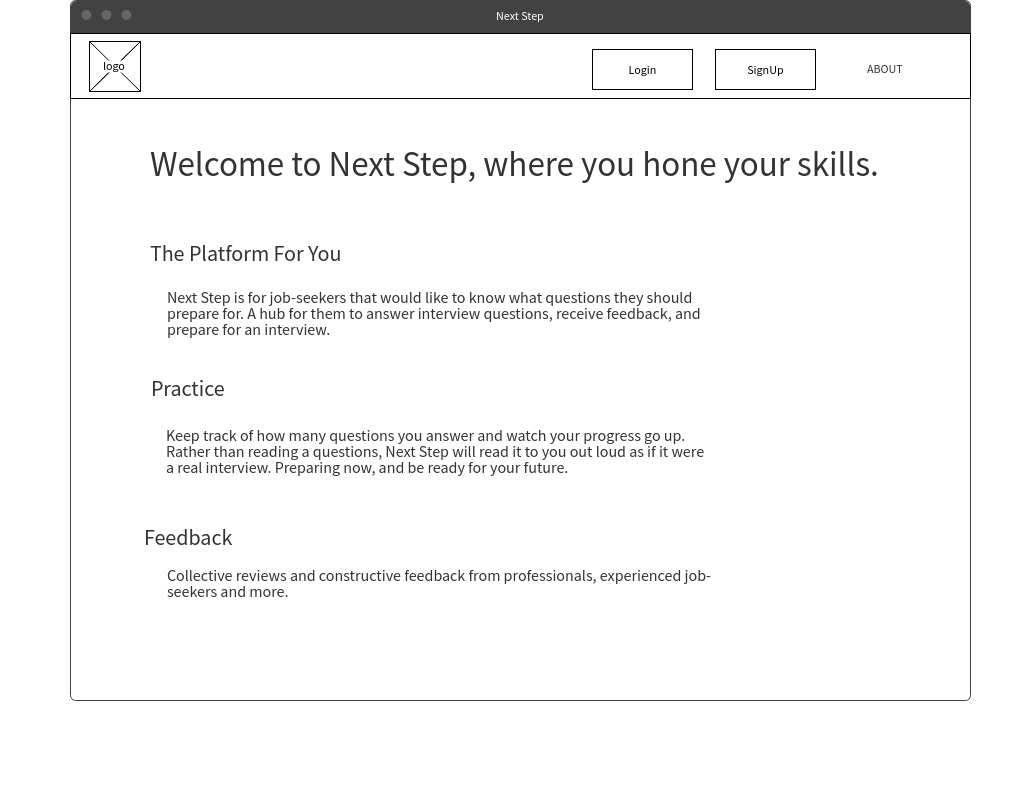 Next Step
logo
Login
SignUp
ABOUT
Welcome to Next Step, where you hone your skills.
The Platform For You
Next Step is for job-seekers that would like to know what questions they should
prepare for. A hub for them to answer interview questions, receive feedback, and
prepare for an interview.
Practice
Keep track of how many questions you answer and watch your progress go up.
Rather than reading a questions, Next Step will read it to you out loud as if it were
a real interview. Preparing now, and be ready for your future.
Feedback
Collective reviews and constructive feedback from professionals, experienced job-
seekers and more.